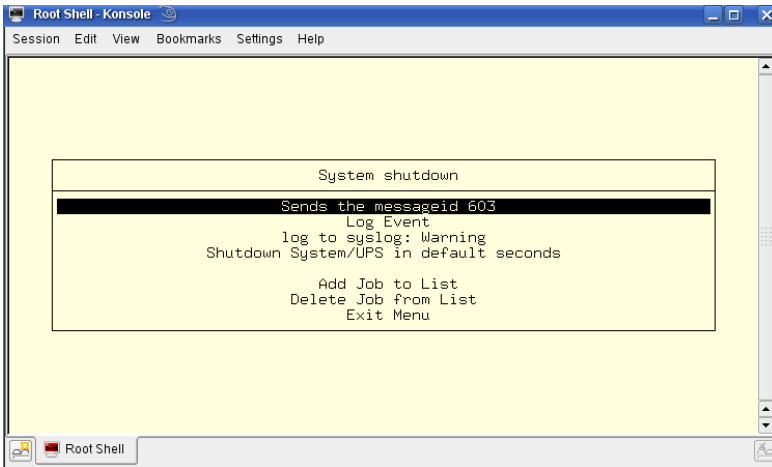 Root Shell - Konsole
Session Edit View Bookmarks Settings Help
System shutdown
Sends the messageid 603
Log Event
log to syslog: Warning
Shutdown System/UPS in default seconds
Add Job to List
Delete Job from List
Exit Menu
Root Shell